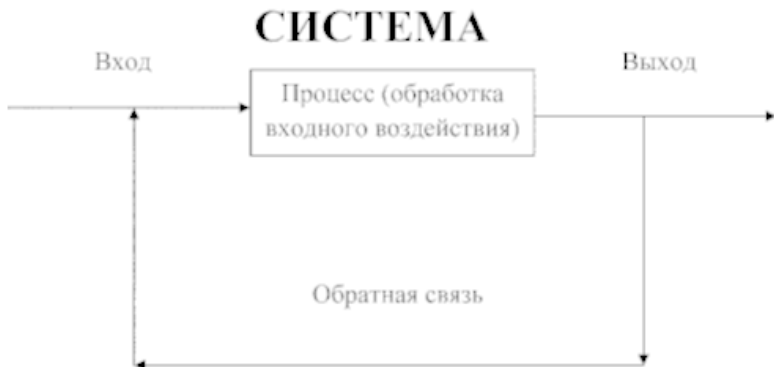 СИСТЕМА
Вход
Выход
Процесс (обработка
входного воздействия)
Обратная связь